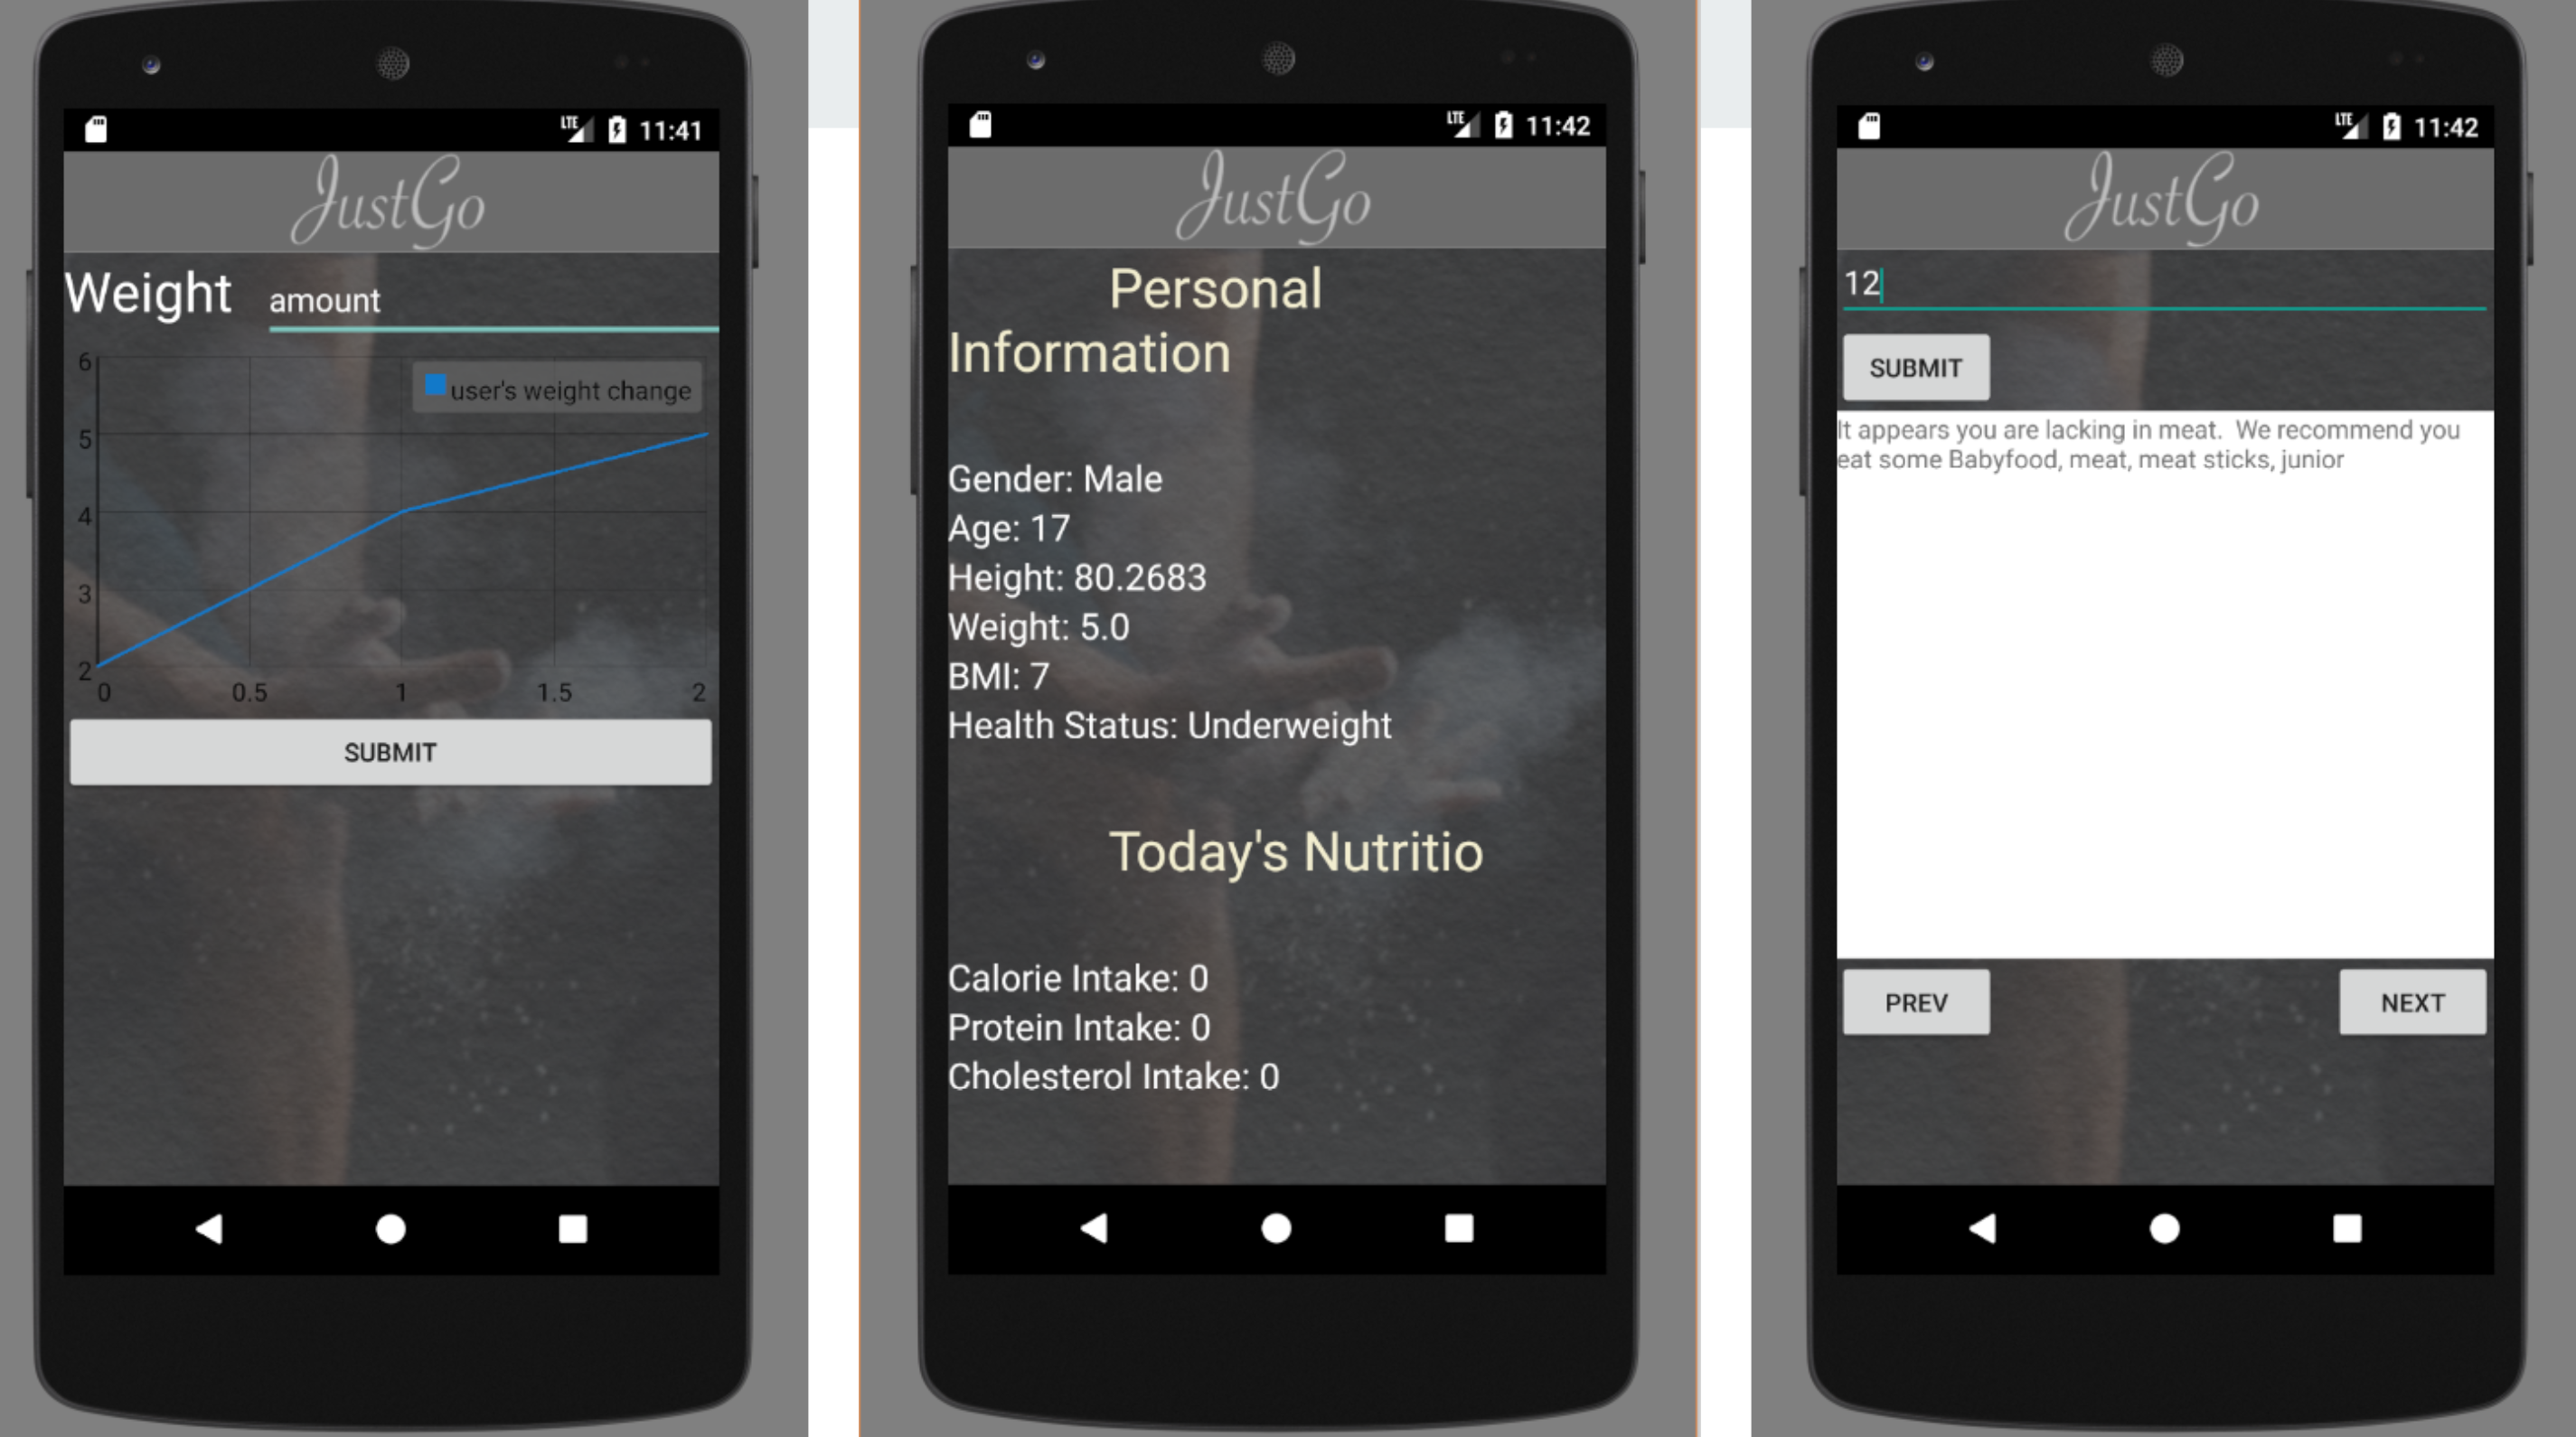 LTE 11:41
JustGo
Weight amount
6
user's weight change
5
4
3
2
0 0.5 1 1.5 2
SUBMIT
LTE 11:42
JustGo
Personal
Information
Gender: Male
Age: 17
Height: 80.2683
Weight: 5.0
BMI: 7
Health Status: Underweight
Today's Nutritio
Calorie Intake: 0
Protein Intake: 0
Cholesterol Intake: 0
LTE 11:42
JustGo
12
SUBMIT
It appears you are lacking in meat. We recommend you
eat some Babyfood, meat, meat sticks, junior
PREV NEXT